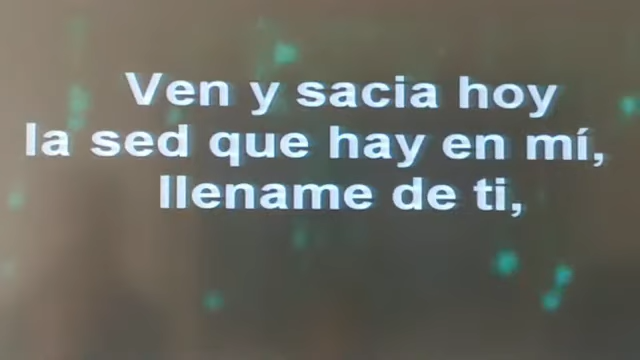 Ven y sacia hoy
la sed que hay en mí,
llename de ti,